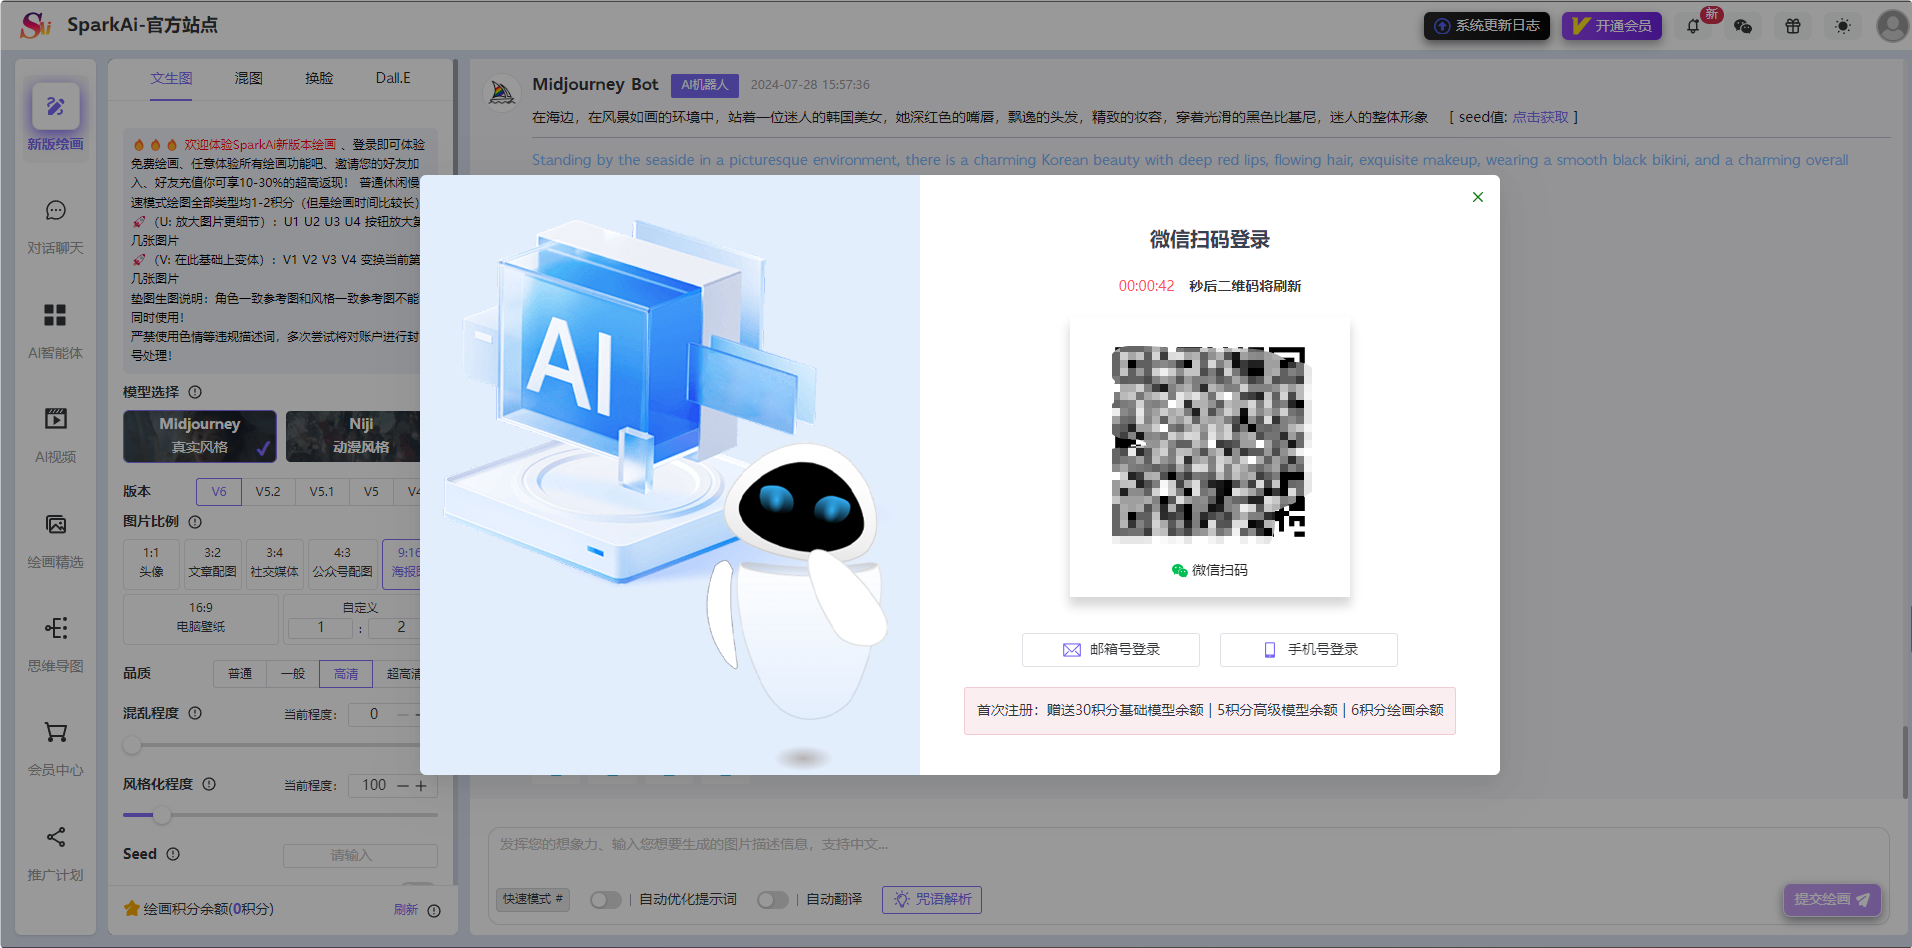 SparkAi-官方站点
系统更新日志
开通会员
新
新版绘画
对话聊天
AI智能体
AI视频
绘画精选
思维导图
会员中心
推广计划
文生图 混图 换脸 Dall.E
欢迎体验SparkAi新版本绘画 、登录即可体验
免费绘画、任意体验所有绘画功能吧、邀请您的好友加
入、好友充值你可享10-30%的超高返现！ 普通休闲慢
速模式绘图全部类型均1-2积分（但是绘画时间比较长）
（U: 放大图片更细节）：U1 U2 U3 U4 按钮放大第
几张图片
（V: 在此基础上变体）：V1 V2 V3 V4 变换当前第
几张图片
垫图生图说明：角色一致参考图和风格一致参考图不能
同时使用！
严禁使用色情等违规描述词，多次尝试将对账户进行封
号处理！
模型选择
Midjourney
真实风格
Niji
动漫风格
版本 V6 V5.2 V5.1 V5
图片比例
1:1 3:2 3:4 4:3 9:16
头像 文章配图 社交媒体 公众号配图 海报
16:9
电脑壁纸
自定义
1 : 2
品质 普通 一般 高清 超高清
混乱程度 当前程度： 0 —
风格化程度 当前程度： 100 — +
Seed 请输入
绘画积分余额(0积分) 刷新
Midjourney Bot AI机器人 2024-07-28 15:57:36
在海边，在风景如画的环境中，站着一位迷人的韩国美女，她深红色的嘴唇，飘逸的头发，精致的妆容，穿着光滑的黑色比基尼，迷人的整体形象 [ seed值: 点击获取 ]
Standing by the seaside in a picturesque environment, there is a charming Korean beauty with deep red lips, flowing hair, exquisite makeup, wearing a smooth black bikini, and a charming overall
AI
微信扫码登录
00:00:42 秒后二维码将刷新
微信扫码
邮箱号登录
手机号登录
首次注册：赠送30积分基础模型余额 | 5积分高级模型余额 | 6积分绘画余额
发挥您的想象力、输入您想要生成的图片描述信息，支持中文...
快速模式 # | 自动优化提示词 | 自动翻译 咒语解析
提交绘画